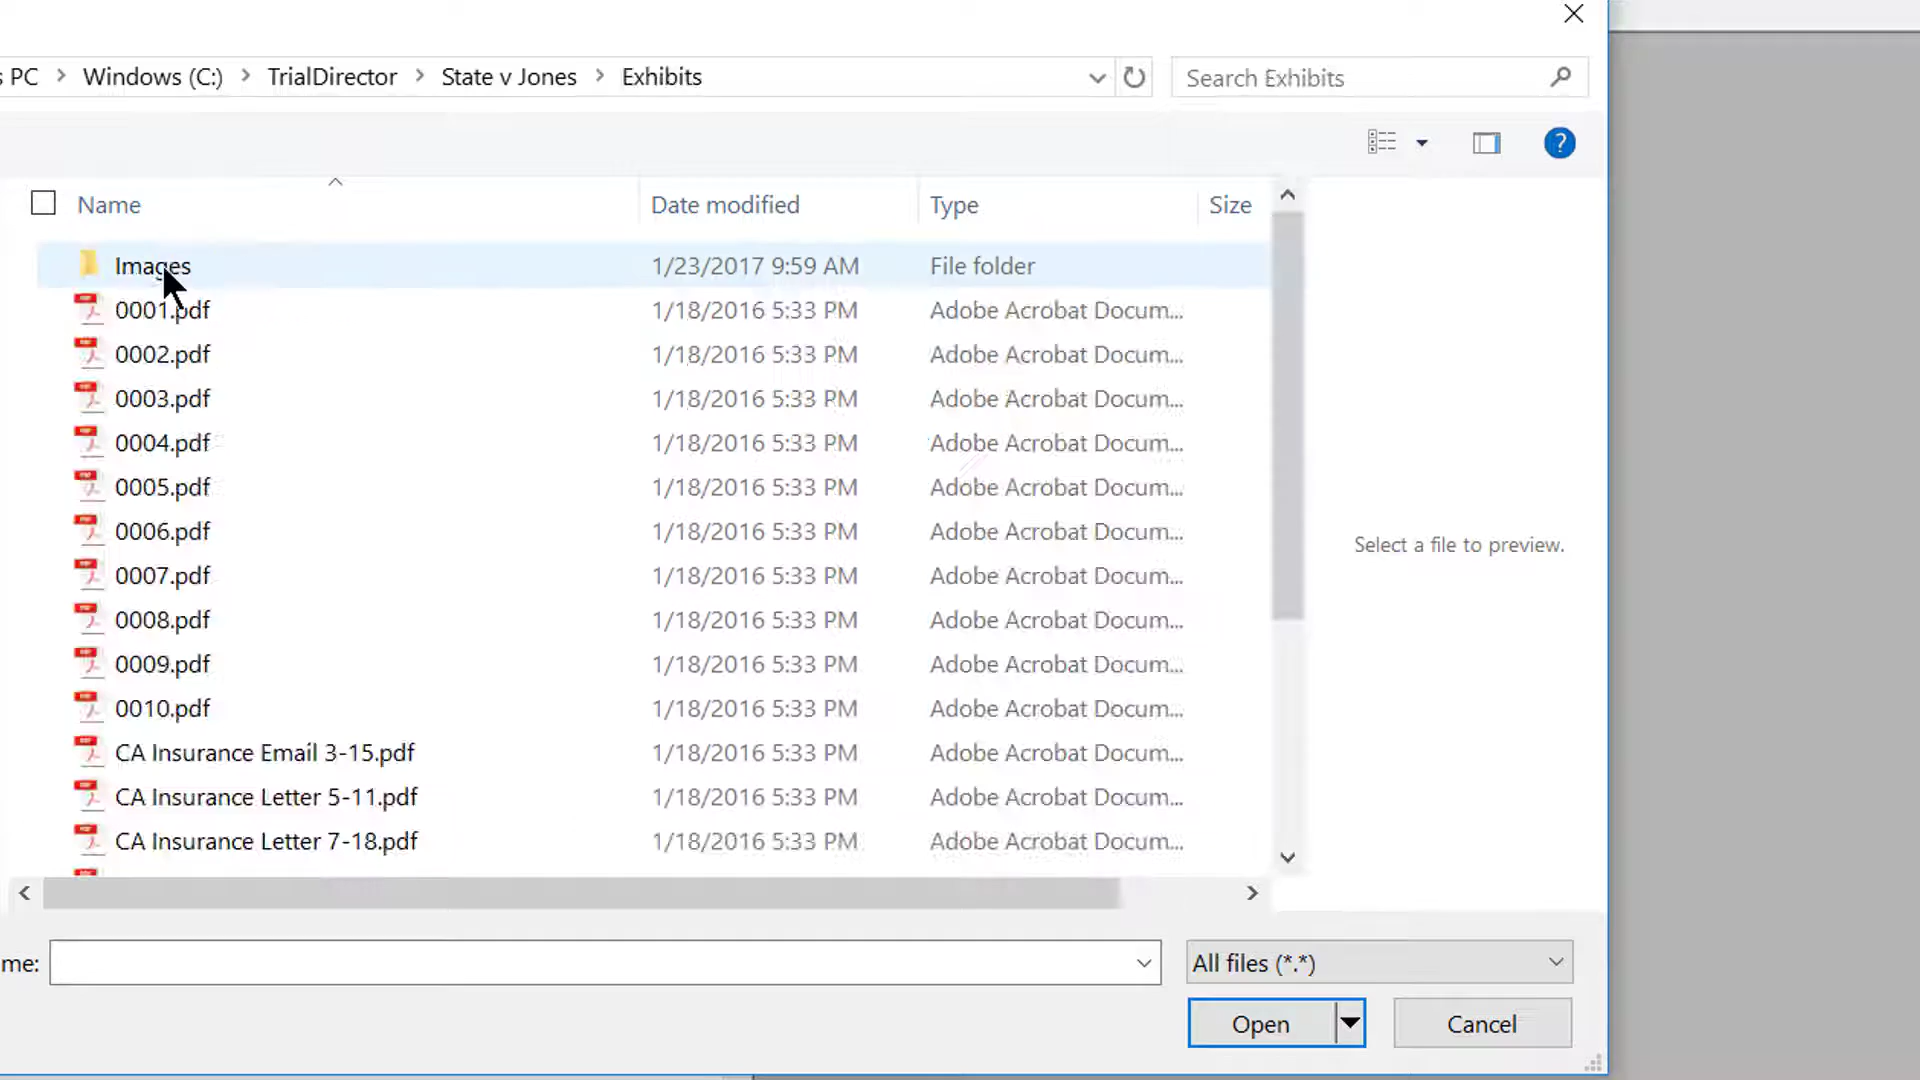 s PC > Windows (C:) > TrialDirector > State v Jones > Exhibits
Search Exhibits
?
Name Date modified Type Size
Images 1/23/2017 9:59 AM File folder
0001.pdf 1/18/2016 5:33 PM Adobe Acrobat Docum...
0002.pdf 1/18/2016 5:33 PM Adobe Acrobat Docum...
0003.pdf 1/18/2016 5:33 PM Adobe Acrobat Docum...
0004.pdf 1/18/2016 5:33 PM Adobe Acrobat Docum...
0005.pdf 1/18/2016 5:33 PM Adobe Acrobat Docum...
0006.pdf 1/18/2016 5:33 PM Adobe Acrobat Docum...
0007.pdf 1/18/2016 5:33 PM Adobe Acrobat Docum...
0008.pdf 1/18/2016 5:33 PM Adobe Acrobat Docum...
0009.pdf 1/18/2016 5:33 PM Adobe Acrobat Docum...
0010.pdf 1/18/2016 5:33 PM Adobe Acrobat Docum...
CA Insurance Email 3-15.pdf 1/18/2016 5:33 PM Adobe Acrobat Docum...
CA Insurance Letter 5-11.pdf 1/18/2016 5:33 PM Adobe Acrobat Docum...
CA Insurance Letter 7-18.pdf 1/18/2016 5:33 PM Adobe Acrobat Docum...
Select a file to preview.
me:
All files (*.*)
Open
Cancel